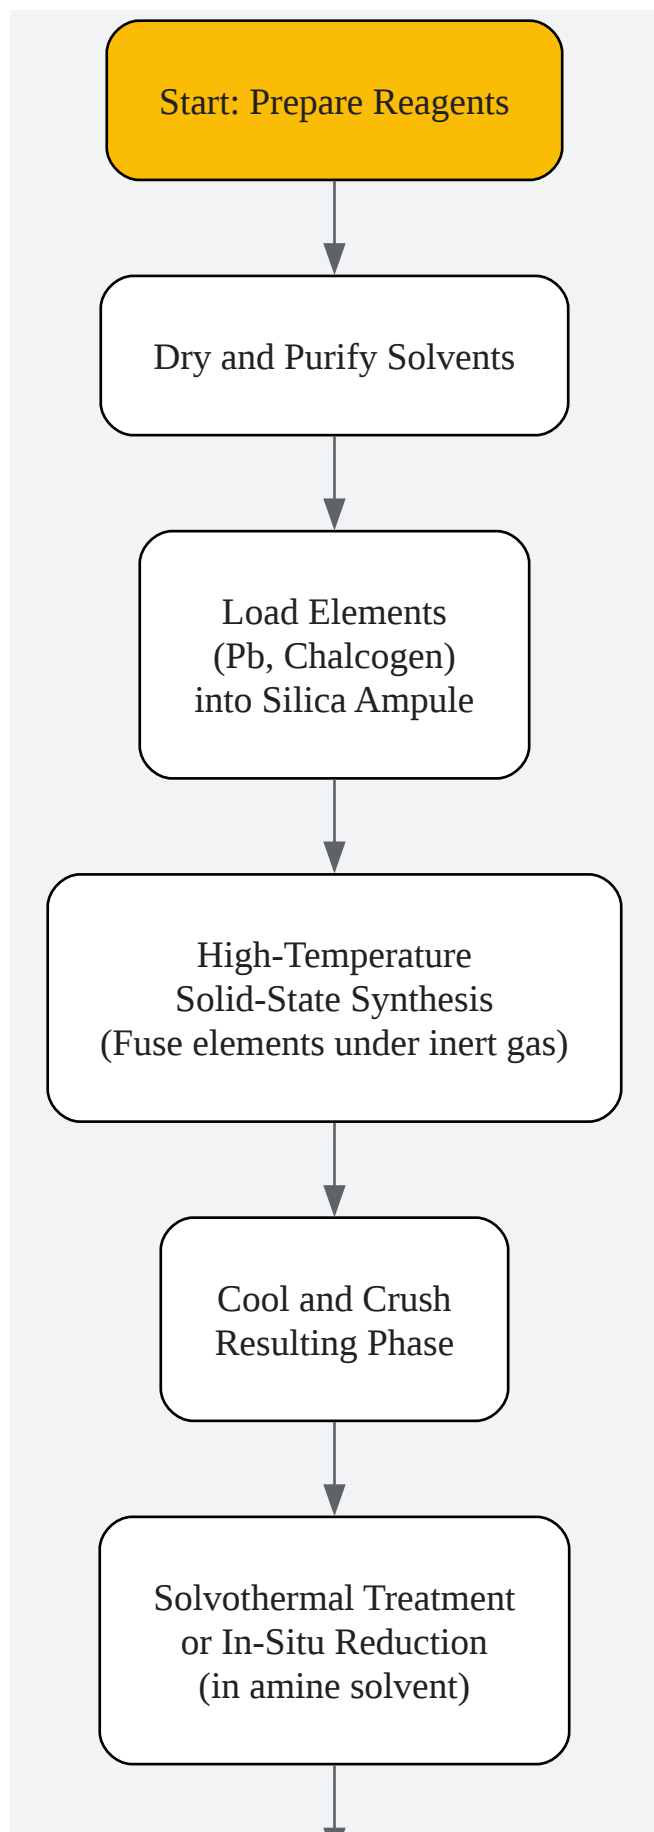 Start: Prepare Reagents
Dry and Purify Solvents
Load Elements
(Pb, Chalcogen)
into Silica Ampule
High-Temperature
Solid-State Synthesis
(Fuse elements under inert gas)
Cool and Crush
Resulting Phase
Solvothermal Treatment
or In-Situ Reduction
(in amine solvent)